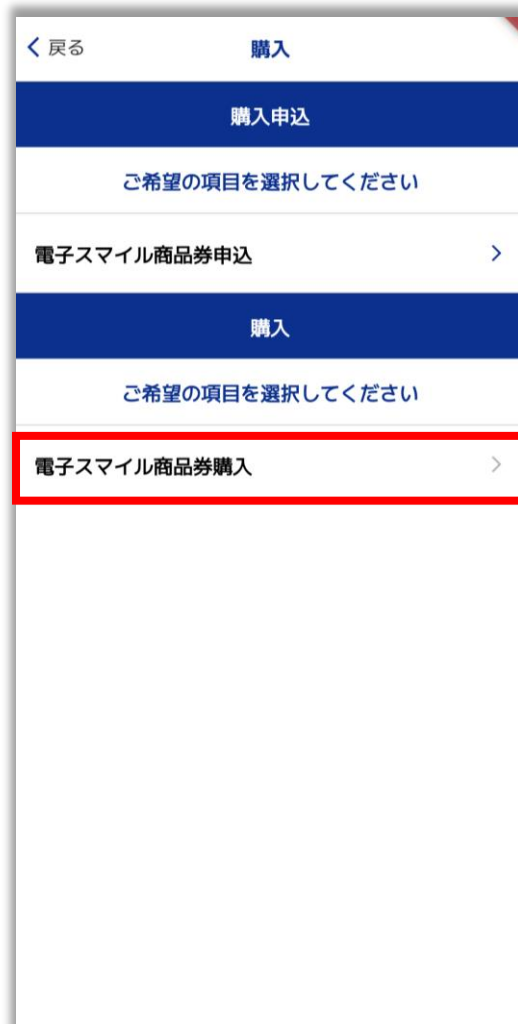 戻る
購入
購入申込
ご希望の項目を選択してください
電子スマイル商品券申込
購入
ご希望の項目を選択してください
電子スマイル商品券購入